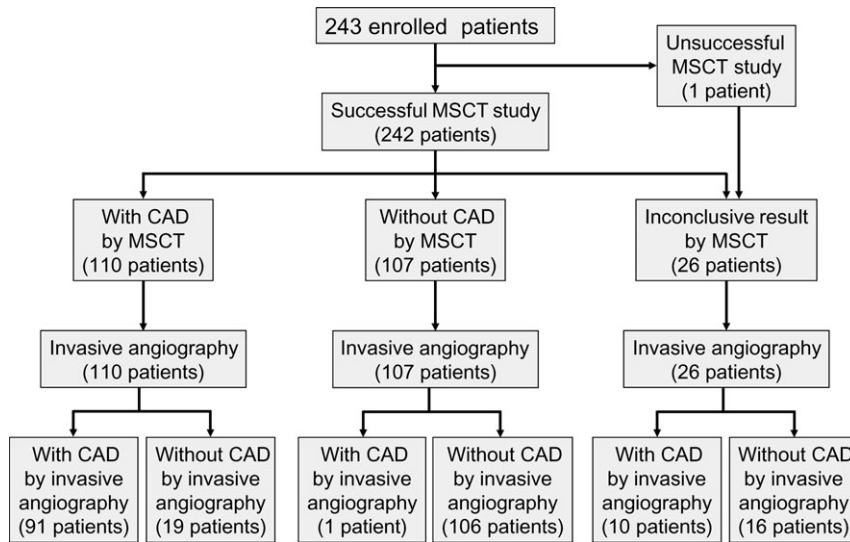 243 enrolled patients
Unsuccessful
MSCT study
(1 patient)
Successful MSCT study
(242 patients)
With CAD
by MSCT
(110 patients)
Without CAD
by MSCT
(107 patients)
Inconclusive result
by MSCT
(26 patients)
Invasive angiography
(110 patients)
Invasive angiography
(107 patients)
Invasive angiography
(26 patients)
With CAD
by invasive
angiography
(91 patients)
Without CAD
by invasive
angiography
(19 patients)
With CAD
by invasive
angiography
(1 patient)
Without CAD
by invasive
angiography
(106 patients)
With CAD
by invasive
angiography
(10 patients)
Without CAD
by invasive
angiography
(16 patients)